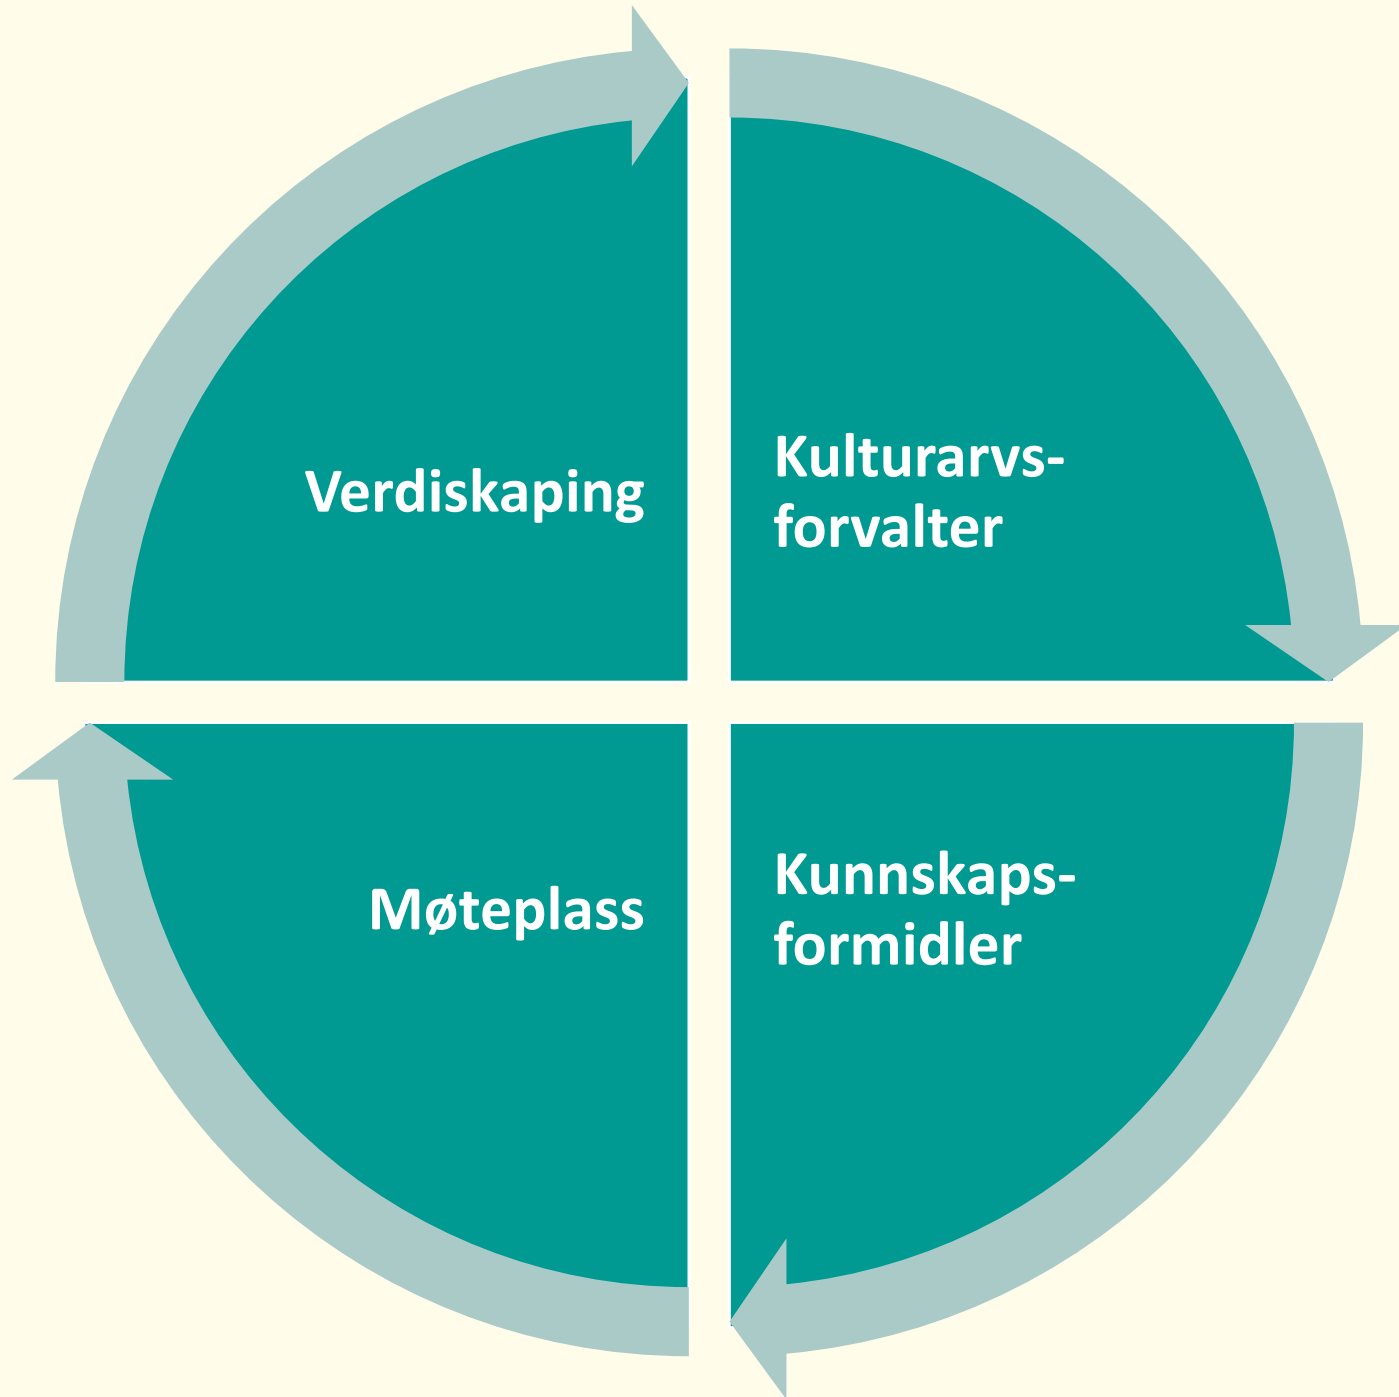 Verdiskaping
Kulturarvs-
forvalter
Møteplass
Kunnskaps-
formidler